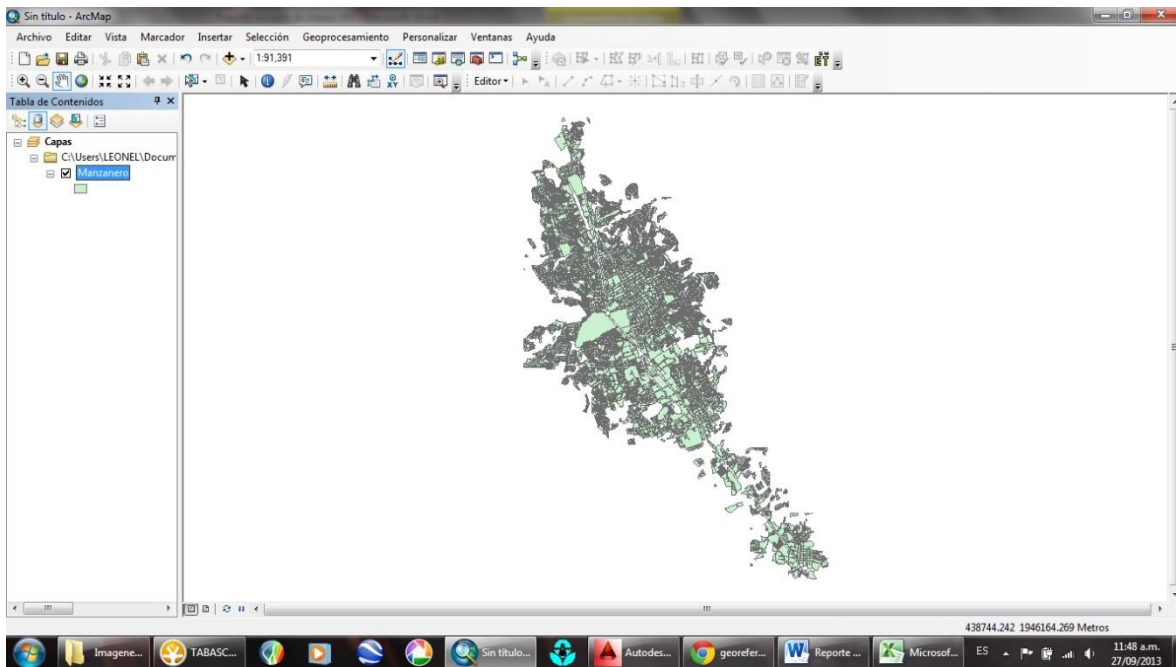 Sin título - ArcMap
Archivo Editar Vista Marcador Insertar Selección Geoprocesamiento Personalizar Ventanas Ayuda
1:91,391
Editor
Tabla de Contenidos
Capas
C:\Users\LEONEL\Docum
Manzanero
438744.242 1946164.269 Metros
Imagene... TABASC... Sin título... Autodes... georefer... Reporte ... Microsof... ES 11:48 a.m.
27/09/2013